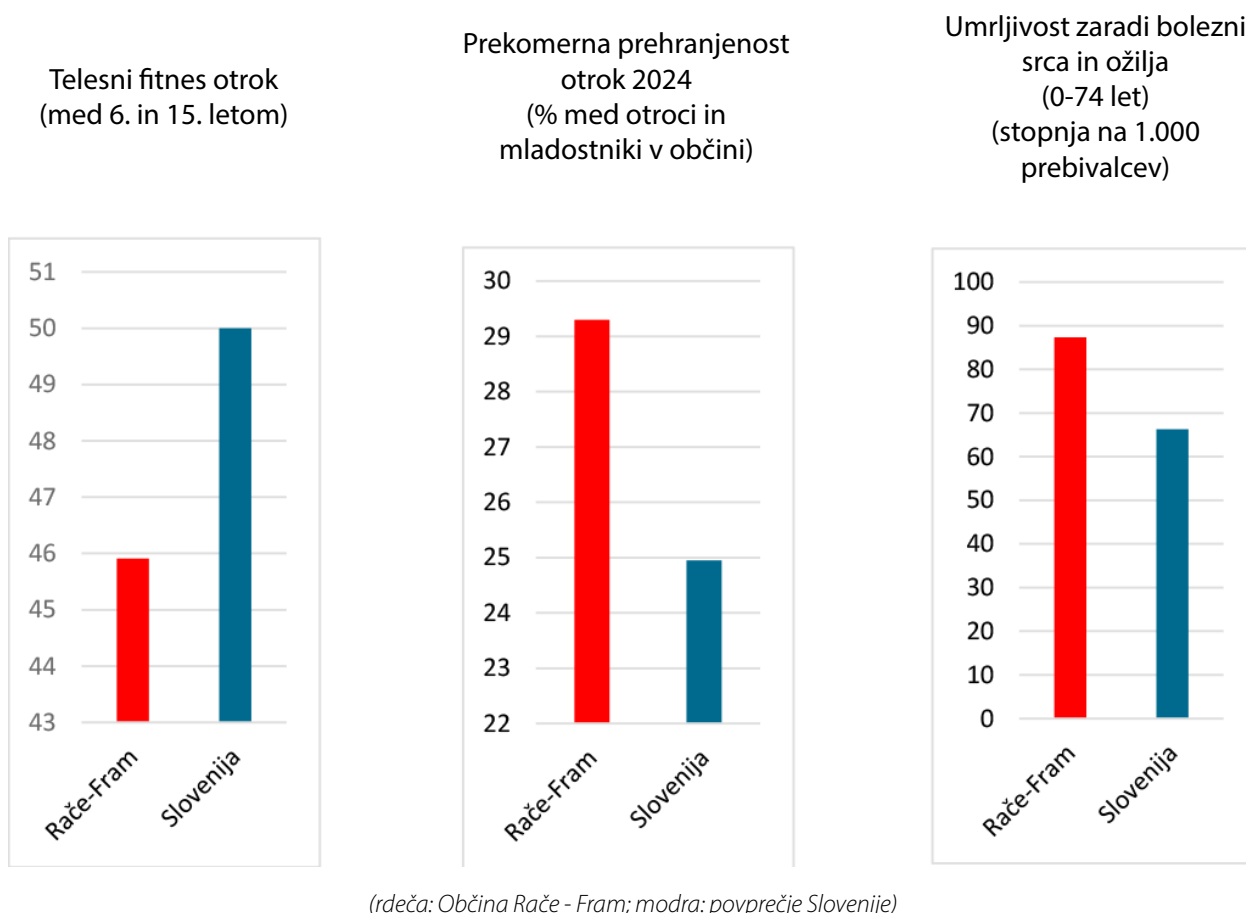 Telesni fitnes otrok
(med 6. in 15. letom)
51
50
49
48
47
46
45
44
43
Rače-Fram
Slovenija
Prekomerna prehranjenost
otrok 2024
(% med otroci in
mladostniki v občini)
30
29
28
27
26
25
24
23
22
Rače-Fram
Slovenija
Umrljivost zaradi bolezni
srca in ožilja
(0-74 let)
(stopnja na 1.000
prebivalcev)
100
90
80
70
60
50
40
30
20
10
0
Rače-Fram
Slovenija
(rdeča: Občina Rače - Fram; modra: povprečje Slovenije)